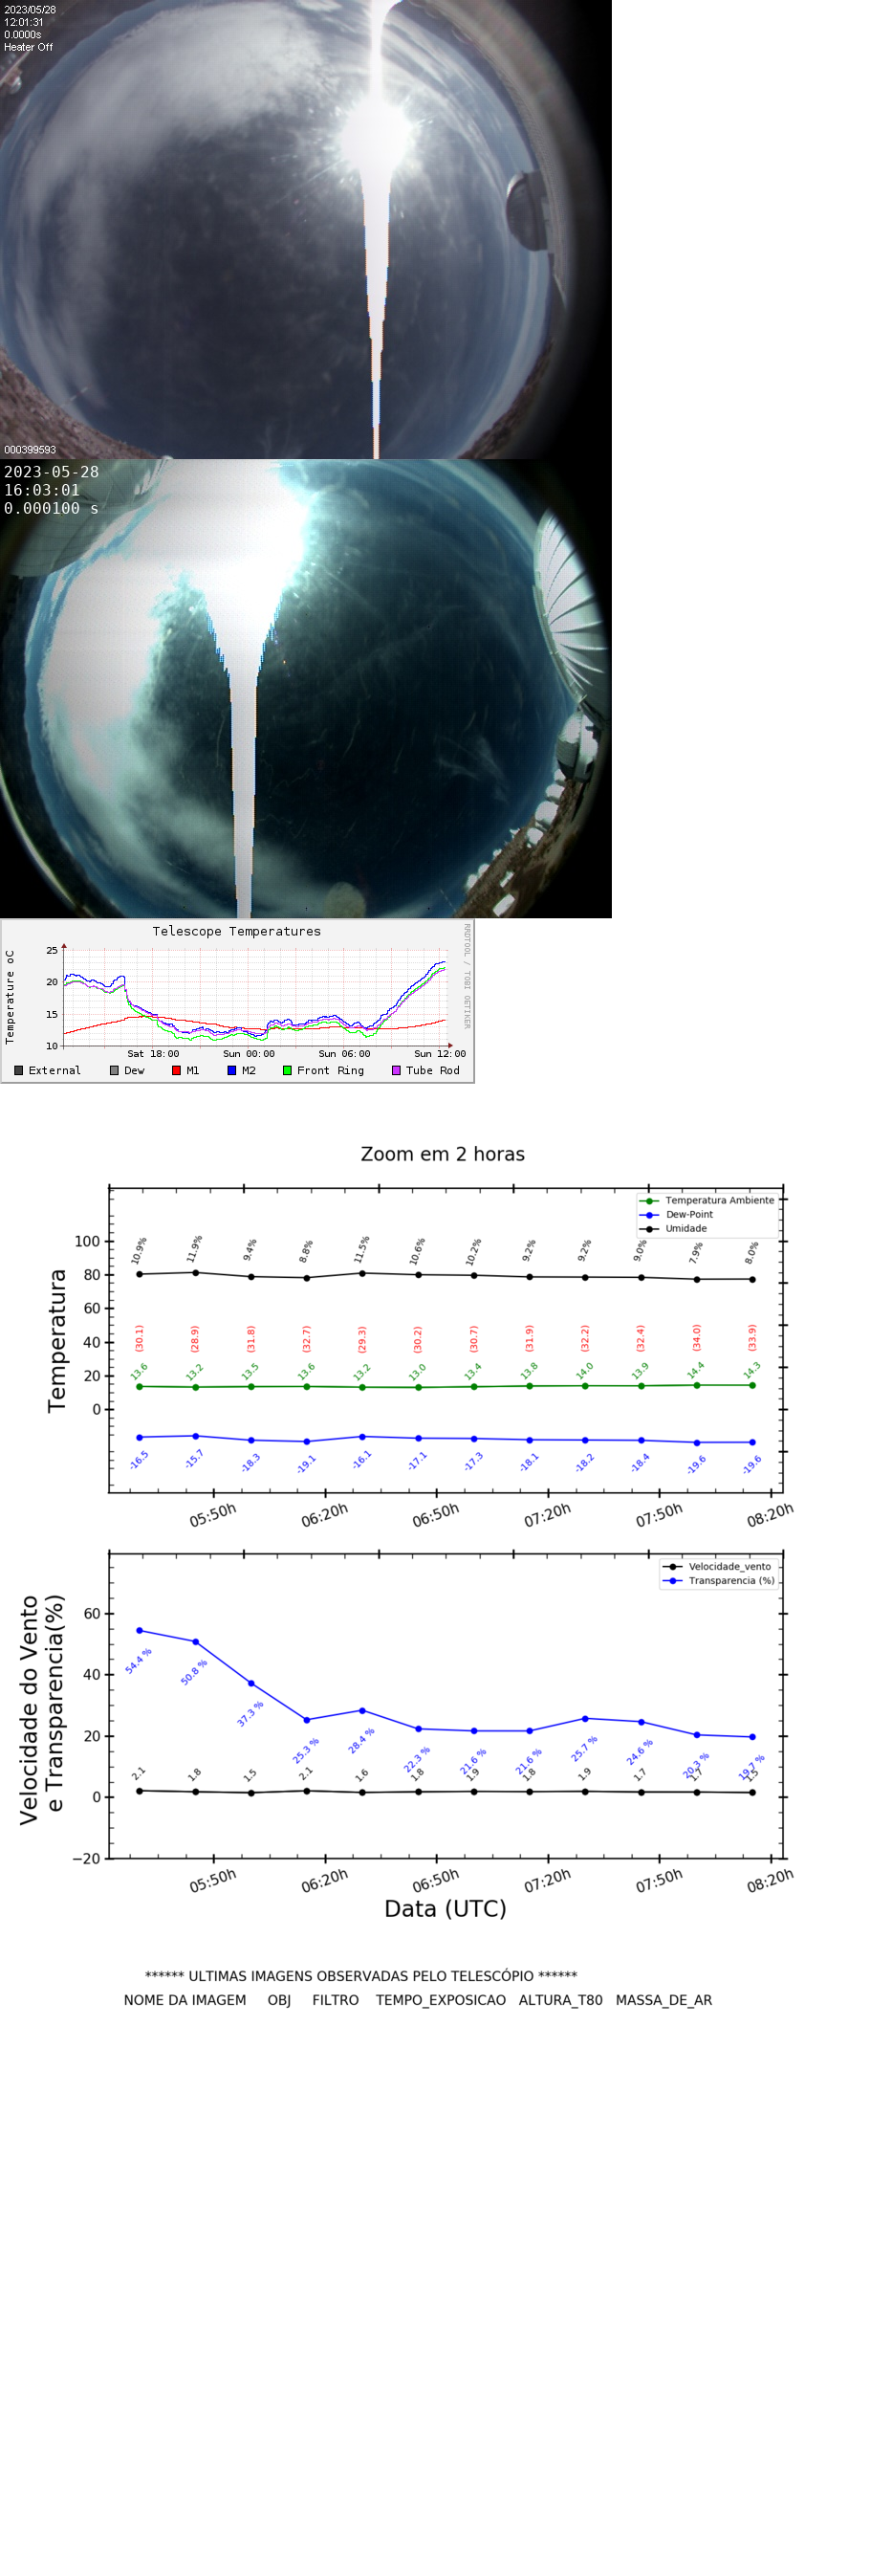 2023/05/28
12:01:31
0.0000s
Heater Off
000399593
2023-05-28
16:03:01
0.000100 s
Telescope Temperatures
RRDTOOL / TOBI OETIKER
Temperature oC
25
20
15
10
Sat 18:00 Sun 00:00 Sun 06:00 Sun 12:00
External Dew M1 M2 Front Ring Tube Rod
Zoom em 2 horas
Temperatura Ambiente
Dew-Point
Umidade
Temperatura
100
80
60
40
20
0
10.9% 11.9% 9.4% 8.8% 11.5% 10.6% 10.2% 9.2% 9.2% 9.0% 7.9% 8.0%
(30.1) (28.9) (31.8) (32.7) (29.3) (30.2) (30.7) (31.9) (32.2) (32.4) (34.0) (33.9)
13.6 13.2 13.5 13.6 13.2 13.0 13.4 13.8 14.0 13.9 14.4 14.3
-16.5 -15.7 -18.3 -19.1 -16.1 -17.1 -17.3 -18.1 -18.2 -18.4 -19.6 -19.6
05:50h 06:20h 06:50h 07:20h 07:50h 08:20h
Velocidade_vento
Transparencia (%)
Velocidade do Vento
e Transparencia(%)
60
40
20
0
−20
54.4 % 50.8 % 37.3 % 25.3 % 28.4 % 22.3 % 21.6 % 21.6 % 25.7 % 24.6 % 20.3 % 19.7 %
2.1 1.8 1.5 2.1 1.6 1.8 1.9 1.8 1.9 1.7 1.7 1.5
05:50h 06:20h 06:50h 07:20h 07:50h 08:20h
Data (UTC)
****** ULTIMAS IMAGENS OBSERVADAS PELO TELESCÓPIO ******
NOME DA IMAGEM OBJ FILTRO TEMPO_EXPOSICAO ALTURA_T80 MASSA_DE_AR